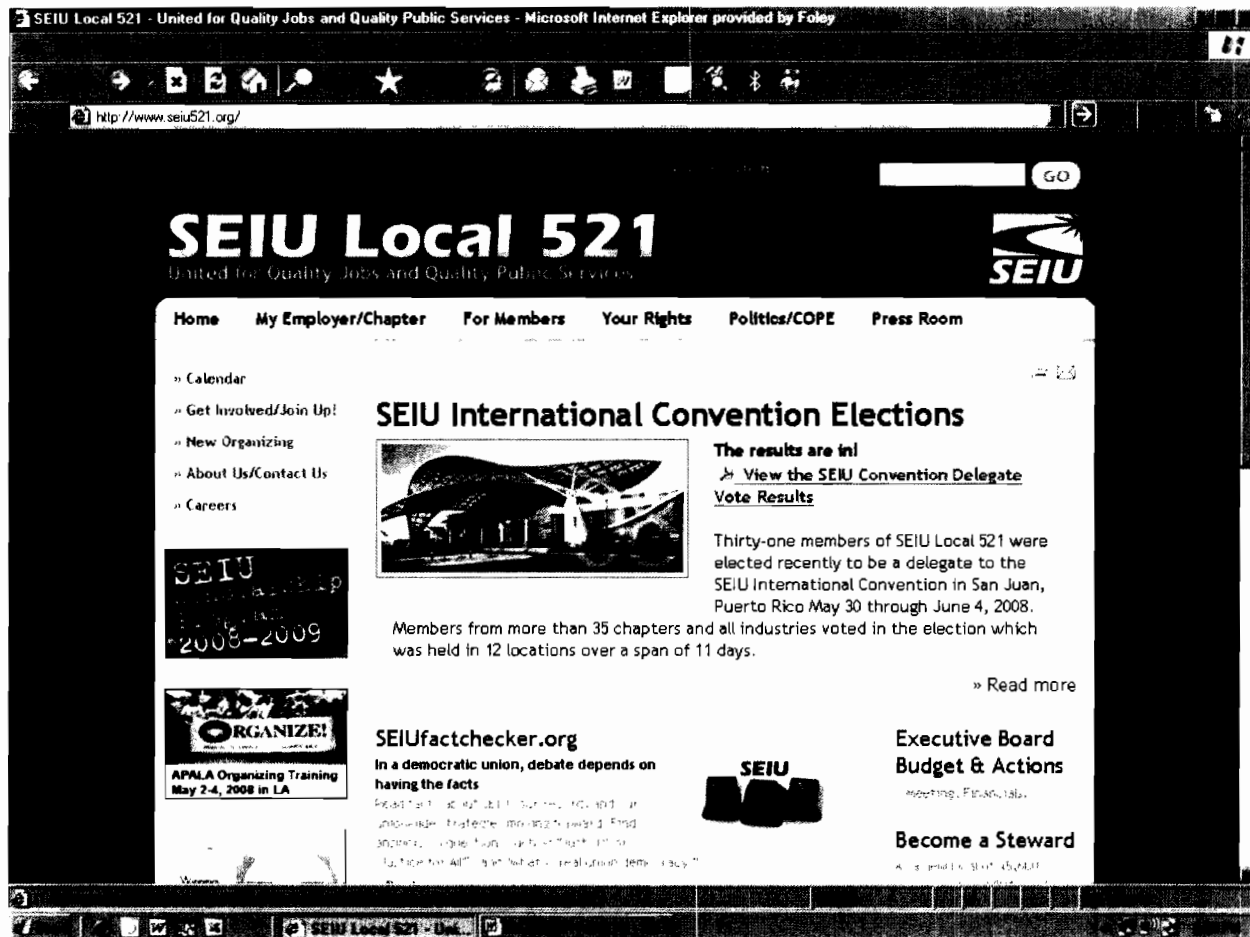 SEIU Local 521 - United for Quality Jobs and Quality Public Services - Microsoft Internet Explorer provided by Foley
http://www.seiu521.org/
GO
SEIU Local 521
United for Quality Jobs and Quality Public Services
SEIU
Home My Employer/Chapter For Members Your Rights Politics/COPE Press Room
» Calendar
» Get Involved/Join Up!
» New Organizing
» About Us/Contact Us
» Careers
SEIU
2008-2009
ORGANIZE!
APALA Organizing Training
May 2-4, 2008 in LA
SEIU International Convention Elections
The results are in!
View the SEIU Convention Delegate
Vote Results
Thirty-one members of SEIU Local 521 were
elected recently to be a delegate to the
SEIU International Convention in San Juan,
Puerto Rico May 30 through June 4, 2008.
Members from more than 35 chapters and all industries voted in the election which
was held in 12 locations over a span of 11 days.
» Read more
SEIUfactchecker.org
In a democratic union, debate depends on
having the facts
SEIU
Executive Board
Budget & Actions
meeting, Financials,
Become a Steward
SEIU Local 521 - Uni...